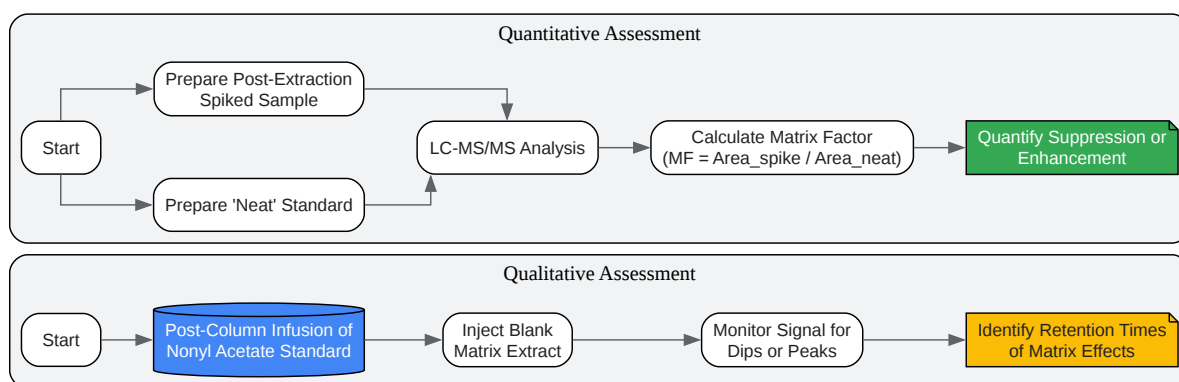 Quantitative Assessment
Prepare Post-Extraction
Spiked Sample
Start
LC-MS/MS Analysis
Calculate Matrix Factor
(MF = Area_spike / Area_neat)
Quantify Suppression or
Enhancement
Prepare 'Neat' Standard
Qualitative Assessment
Start
Post-Column Infusion of
Nonyl Acetate Standard
Inject Blank
Matrix Extract
Monitor Signal for
Dips or Peaks
Identify Retention Times
of Matrix Effects